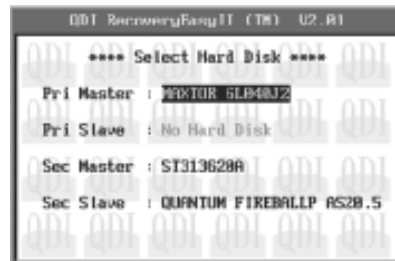 QDI RecoveryEasyII (TM) V2.01
**** Select Hard Disk ****
Pri Master : MAXTOR 6L040J2
Pri Slave : No Hard Disk
Sec Master : ST313620A
Sec Slave : QUANTUM FIREBALLP AS20.5